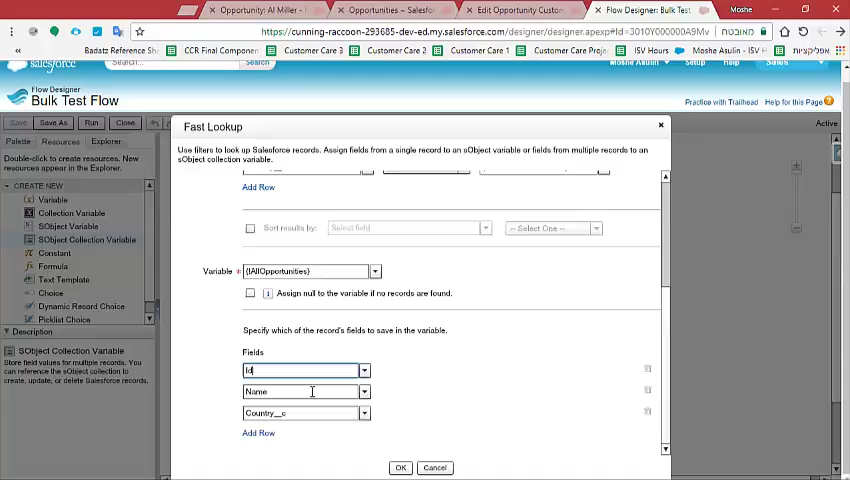 Opportunity: Al Miller -
Opportunities ~ Salesfor
Edit Opportunity Custom
Flow Designer: Bulk Test
Moshe
https://cunning-raccoon-293685-dev-ed.my.salesforce.com/designer/designer.apexp#Id=3010Y000000A9Mv
מאובטח
Badatz Reference Sh
CCR Final Componen
Customer Care 3
Customer Care 2
Customer Care 1
Customer Care Proje
ISV Hours
Moshe Asulin - ISV H
אפליקציות
salesforce
Search...
Search
Moshe Asulin
Setup
Help
Sales
Flow Designer
Bulk Test Flow
Practice with Trailhead
Help for this Page
Save
Save As
Run
Close
Active
Palette
Resources
Explorer
Double-click to create resources. New
resources appear in the Explorer.
CREATE NEW
Variable
Collection Variable
SObject Variable
SObject Collection Variable
Constant
Formula
Text Template
Choice
Dynamic Record Choice
Picklist Choice
Description
SObject Collection Variable
Store field values for multiple records. You
can reference the sObject collection to
create, update, or delete Salesforce records.
Fast Lookup
Use filters to look up Salesforce records. Assign fields from a single record to an sObject variable or fields from multiple records to an
sObject collection variable.
Add Row
Sort results by:
Select field
-- Select One --
Variable *
{!AllOpportunities}
Assign null to the variable if no records are found.
Specify which of the record's fields to save in the variable.
Fields
Id
Name
Country__c
Add Row
OK
Cancel